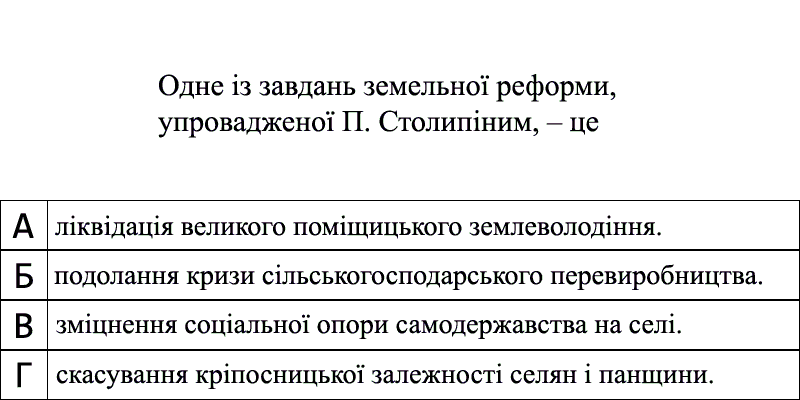 Одне із завдань земельної реформи,
упровадженої П. Столипіним, – це
А ліквідація великого поміщицького землеволодіння.
Б подолання кризи сільськогосподарського перевиробництва.
В зміцнення соціальної опори самодержавства на селі.
Г скасування кріпосницької залежності селян і панщини.